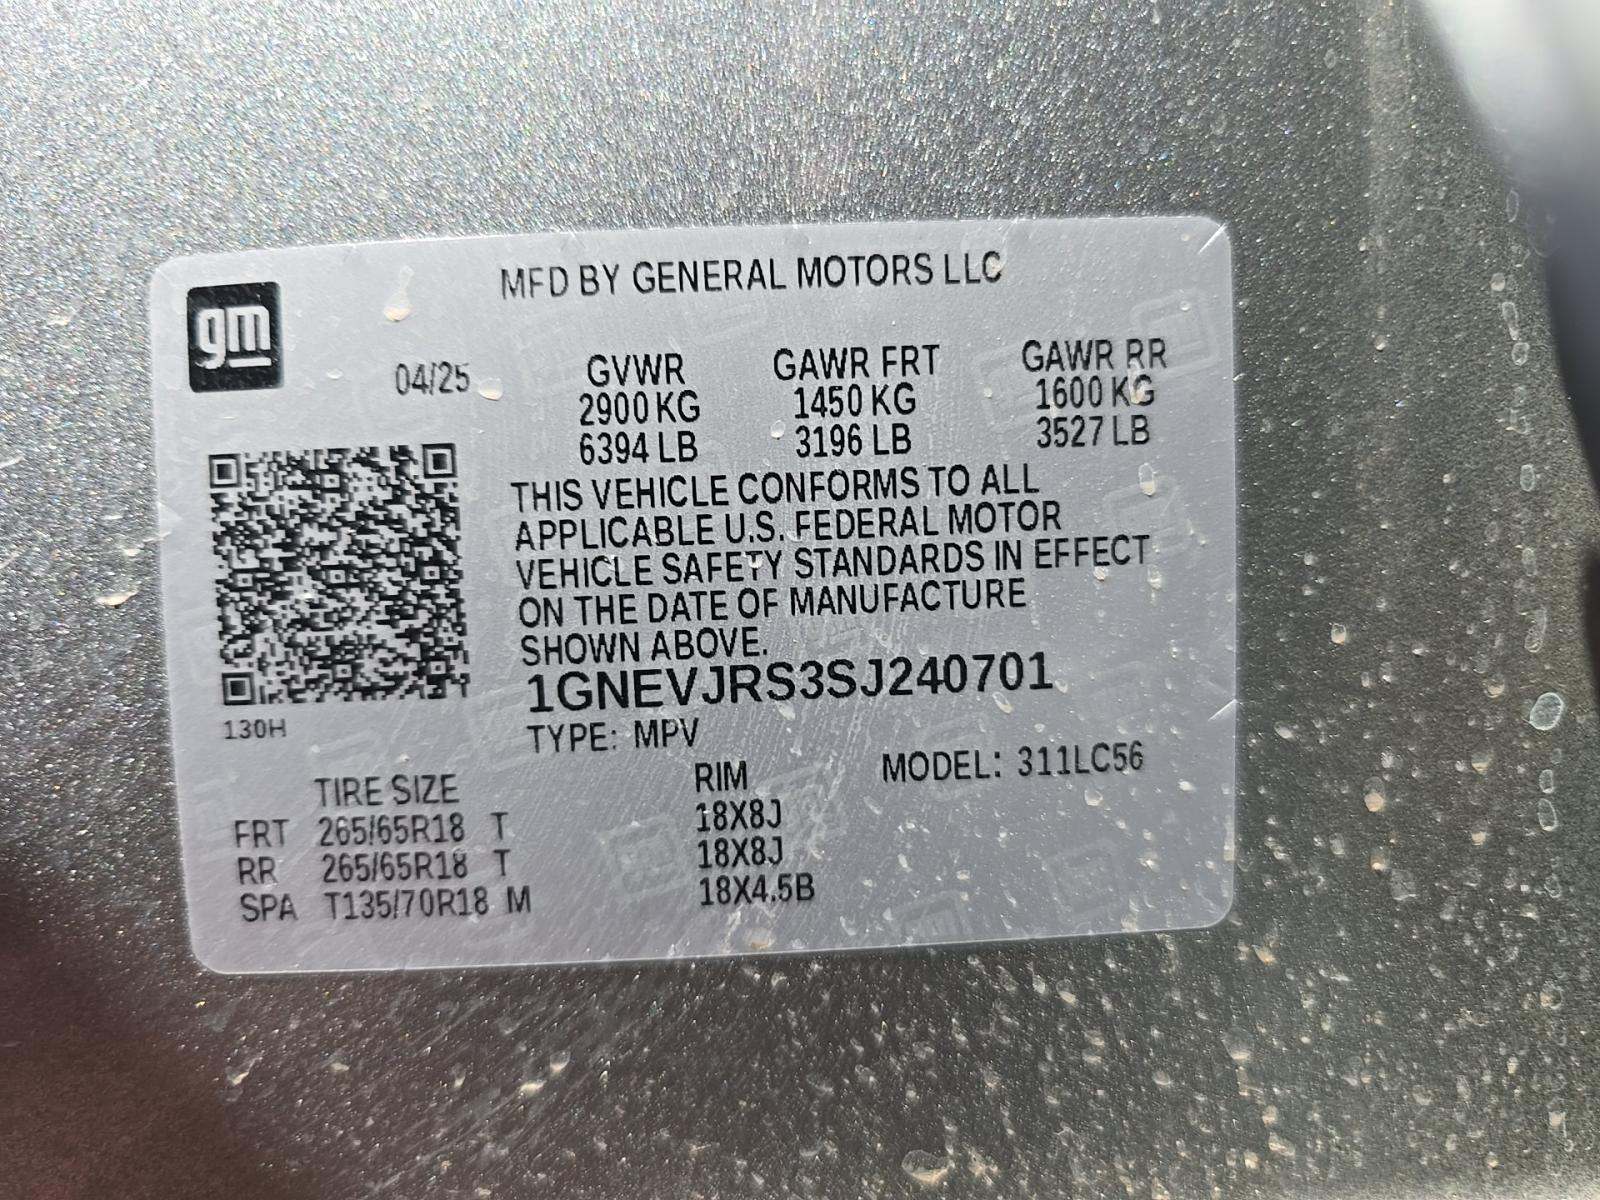 gm
MFD BY GENERAL MOTORS LLC
04/25
GVWR GAWR FRT GAWR RR
2900 KG 1450 KG 1600 KG
6394 LB 3196 LB 3527 LB
THIS VEHICLE CONFORMS TO ALL
APPLICABLE U.S. FEDERAL MOTOR
VEHICLE SAFETY STANDARDS IN EFFECT
ON THE DATE OF MANUFACTURE
SHOWN ABOVE.
1GNEVJRS3SJ240701
130H
TYPE: MPV
MODEL: 311LC56
TIRE SIZE RIM
FRT 265/65R18 T 18X8J
RR 265/65R18 T 18X8J
SPA T135/70R18 M 18X4.5B